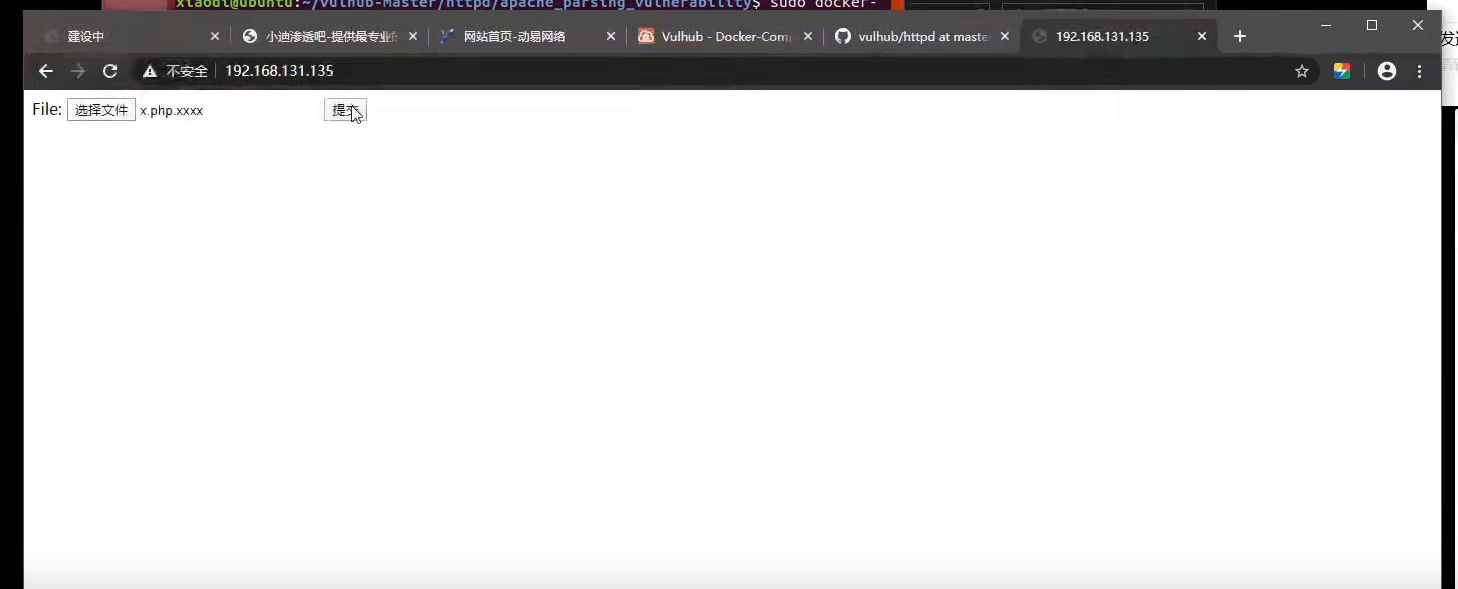 xiaodi@ubuntu:~/vulhub-master/httpd/apache_parsing_vulnerability$ sudo docker-
建设中 小迪渗透吧-提供最专业 网站首页-动易网络 Vulhub - Docker-Com vulhub/httpd at maste 192.168.131.135
不安全 192.168.131.135
File: 选择文件 x.php.xxxx 提交